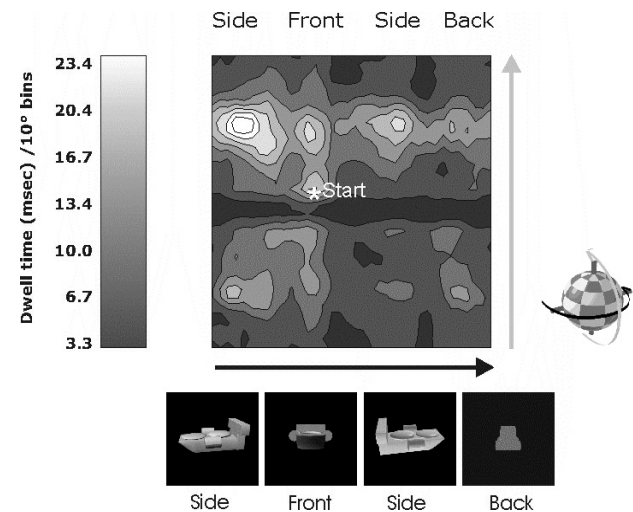 Side Front Side Back
23.4
20.4
16.7
13.4
10.0
6.7
3.3
Dwell time (msec) /10° bins
*Start
Side Front Side Back